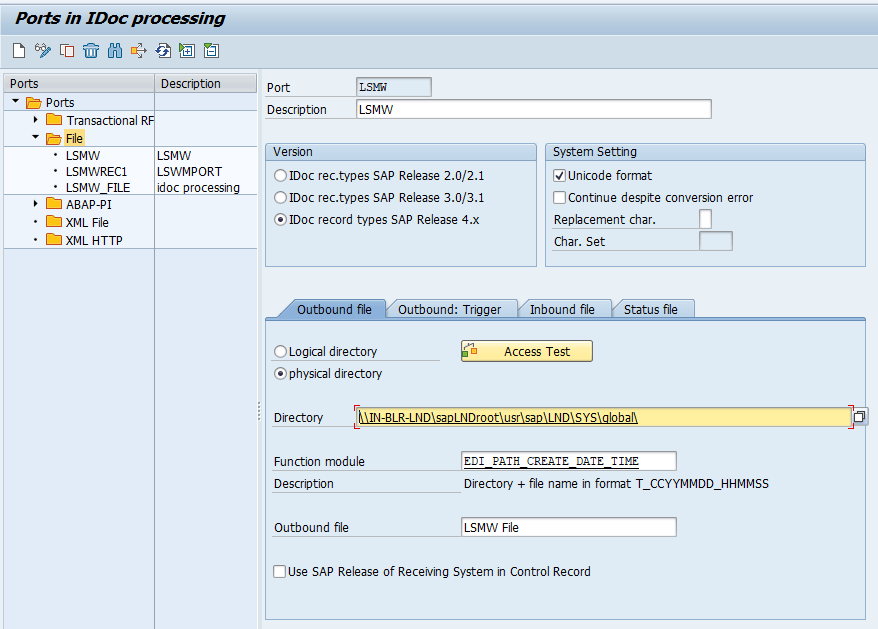 Ports in IDoc processing
Ports Description
Ports
Transactional RF
File
LSMW LSMW
LSMWREC1 LSWMPORT
LSMW_FILE idoc processing
ABAP-PI
XML File
XML HTTP
Port LSMW
Description LSMW
Version
IDoc rec.types SAP Release 2.0/2.1
IDoc rec.types SAP Release 3.0/3.1
IDoc record types SAP Release 4.x
System Setting
Unicode format
Continue despite conversion error
Replacement char.
Char. Set
Outbound file Outbound: Trigger Inbound file Status file
Logical directory Access Test
physical directory
Directory \\IN-BLR-LND\sapLNDroot\usr\sap\LND\SYS\global\
Function module EDI_PATH_CREATE_DATE_TIME
Description Directory + file name in format T_CCYYMMDD_HHMMSS
Outbound file LSMW File
Use SAP Release of Receiving System in Control Record